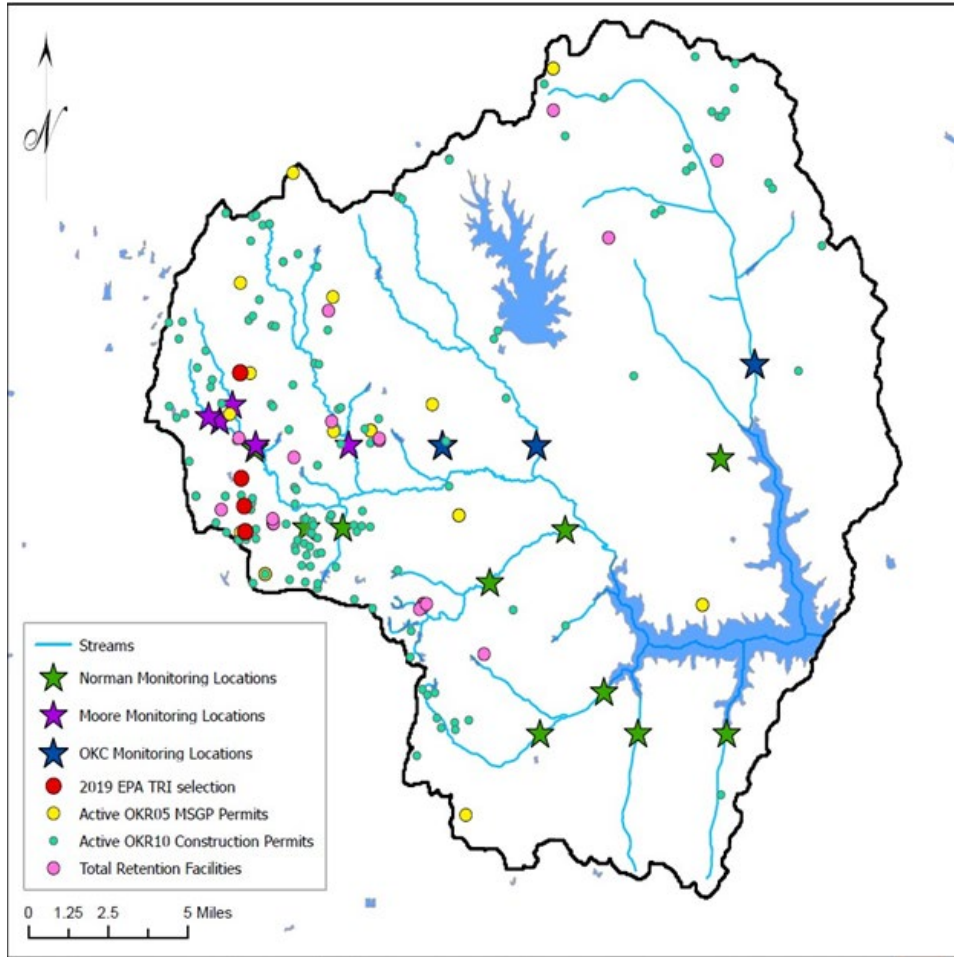 N
Streams
Norman Monitoring Locations
Moore Monitoring Locations
OKC Monitoring Locations
2019 EPA TRI selection
Active OKR05 MSGP Permits
Active OKR10 Construction Permits
Total Retention Facilities
0 1.25 2.5 5 Miles